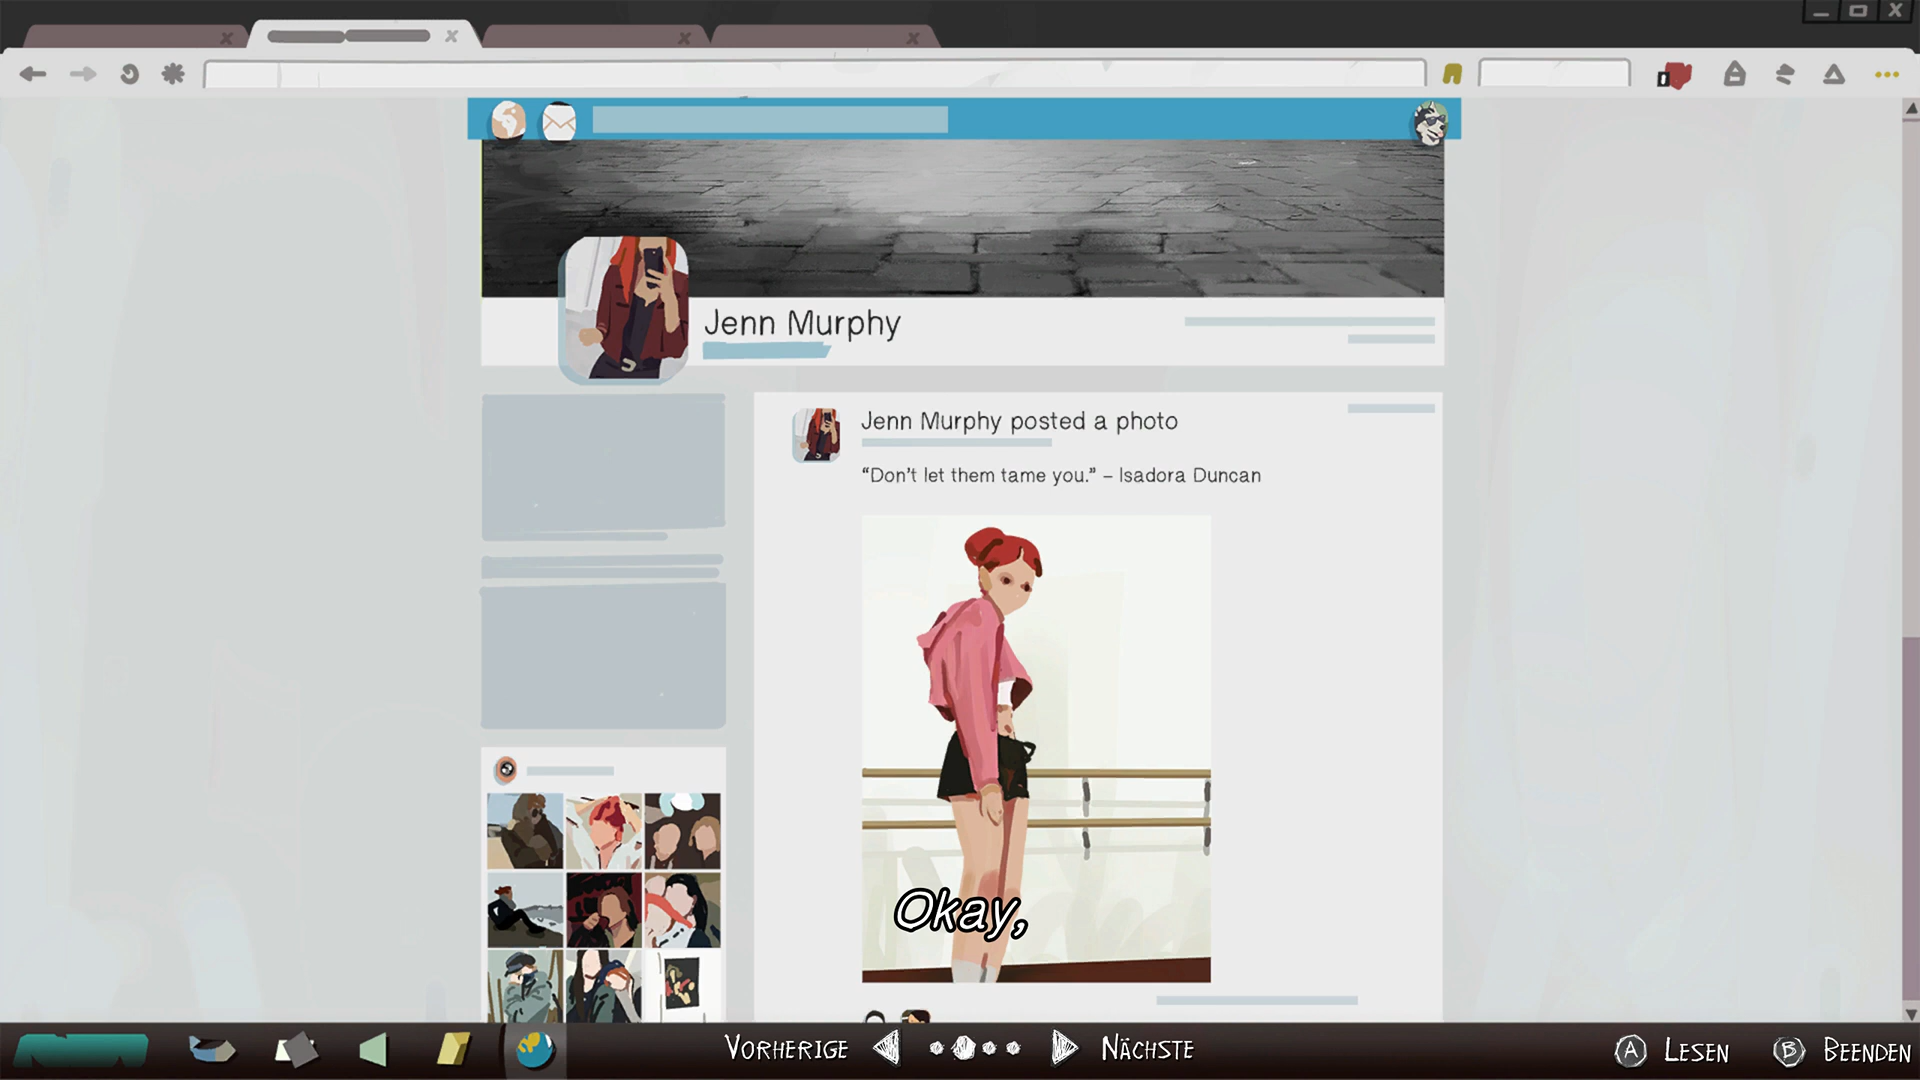 Jenn Murphy
Jenn Murphy posted a photo
“Don’t let them tame you.” – Isadora Duncan
Okay,
VORHERIGE
NÄCHSTE
A LESEN
B BEENDEN